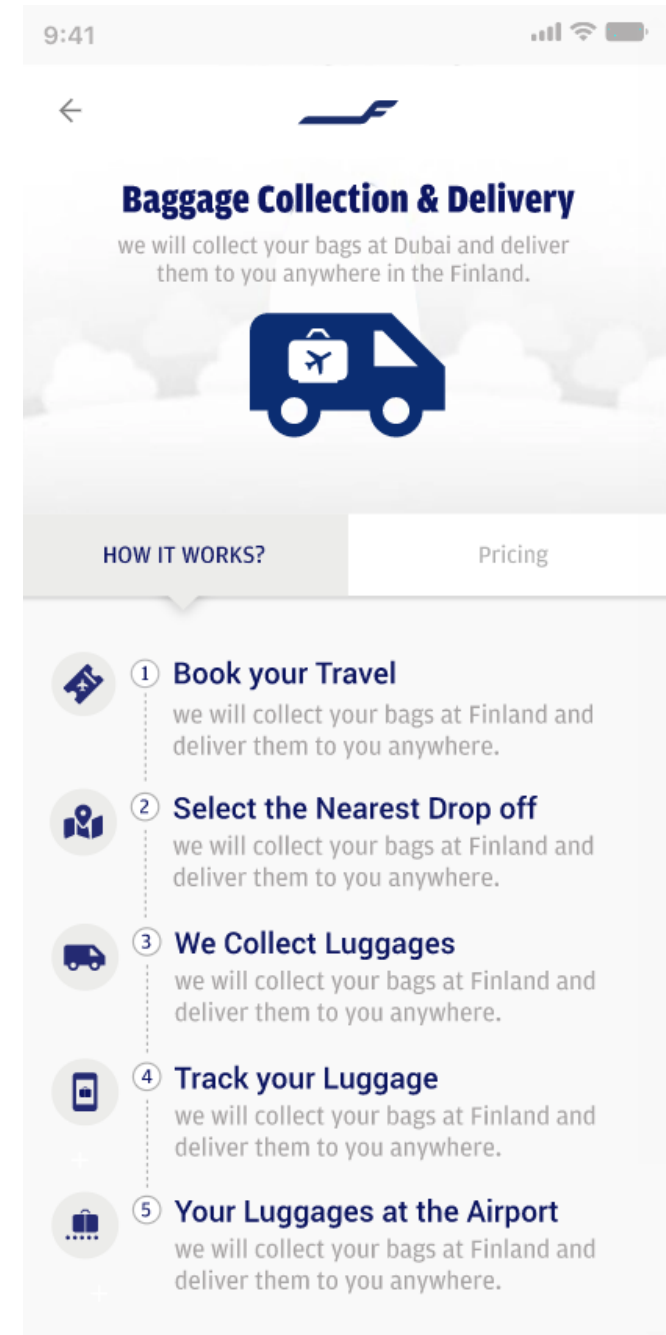 9:41
Baggage Collection & Delivery
we will collect your bags at Dubai and deliver
them to you anywhere in the Finland.
HOW IT WORKS?
Pricing
1 Book your Travel
we will collect your bags at Finland and
deliver them to you anywhere.
2 Select the Nearest Drop off
we will collect your bags at Finland and
deliver them to you anywhere.
3 We Collect Luggages
we will collect your bags at Finland and
deliver them to you anywhere.
4 Track your Luggage
we will collect your bags at Finland and
deliver them to you anywhere.
5 Your Luggages at the Airport
we will collect your bags at Finland and
deliver them to you anywhere.